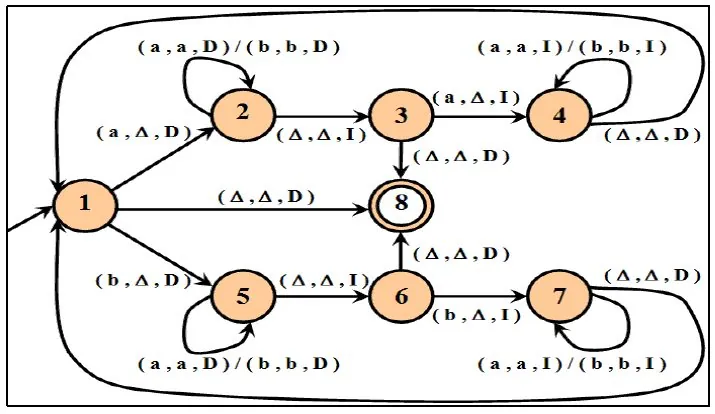 (a,a,D)/(b,b,D) (a,a,I)/(b,b,I)
2 3 4
(a,Δ,D) (Δ,Δ,I) (a,Δ,I) (Δ,Δ,D)
(Δ,Δ,D)
1 (Δ,Δ,D) 8
(Δ,Δ,D)
(b,Δ,D) (Δ,Δ,I) (Δ,Δ,D)
5 6 7
(b,Δ,I)
(a,a,D)/(b,b,D) (a,a,I)/(b,b,I)